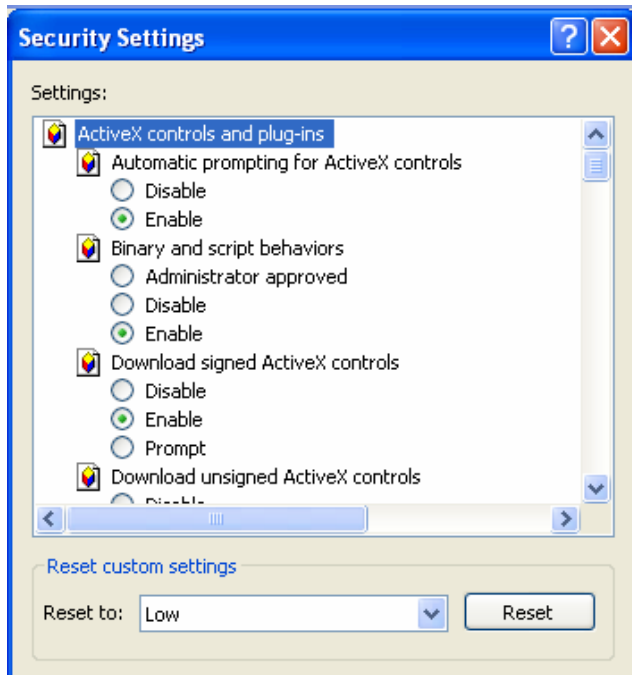 Security Settings
Settings:
ActiveX controls and plug-ins
Automatic prompting for ActiveX controls
Disable
Enable
Binary and script behaviors
Administrator approved
Disable
Enable
Download signed ActiveX controls
Disable
Enable
Prompt
Download unsigned ActiveX controls
Disable
Reset custom settings
Reset to: Low Reset